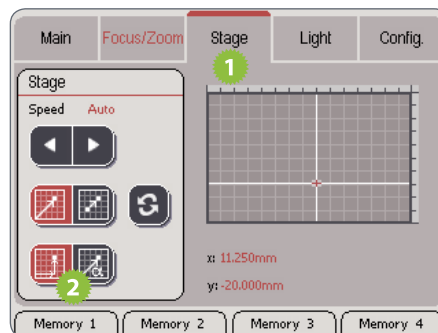 Main Focus/Zoom Stage Light Config.
1
Stage
Speed Auto
α
2
x: 11.250mm
y: -20.000mm
Memory 1 Memory 2 Memory 3 Memory 4